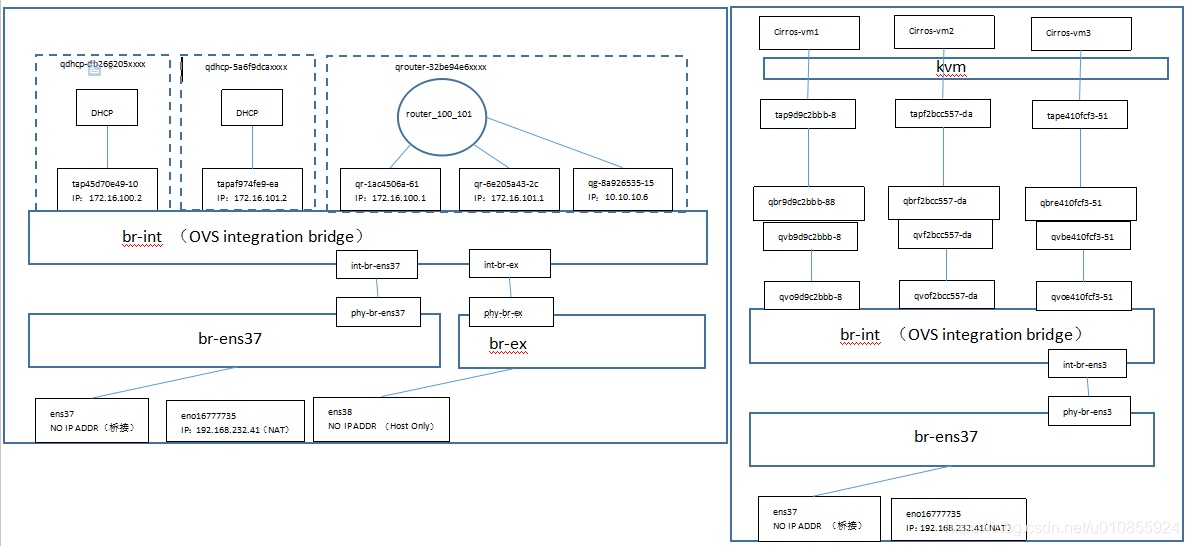 qdhcp-db266205xxxx
qdhcp-5a6f9dcaxxxx
qrouter-32be94e6xxxx
DHCP
DHCP
router_100_101
tap45d70e49-10
IP：172.16.100.2
tapaf974fe9-ea
IP：172.16.101.2
qr-1ac4506a-61
IP：172.16.100.1
qr-6e205a43-2c
IP：172.16.101.1
qg-8a926535-15
IP：10.10.10.6
br-int （OVS integration bridge）
int-br-ens37
int-br-ex
phy-br-ens37
phy-br-ex
br-ens37
br-ex
ens37
NO IP ADDR（桥接）
eno16777735
IP：192.168.232.41（NAT）
ens38
NO IP ADDR （Host Only）
Cirros-vm1
Cirros-vm2
Cirros-vm3
kvm
tap9d9c2bbb-8
tapf2bcc557-da
tape410fcf3-51
qbr9d9c2bbb-88
qbrf2bcc557-da
qbre410fcf3-51
qvb9d9c2bbb-8
qvf2bcc557-da
qvbe410fcf3-51
qvo9d9c2bbb-8
qvof2bcc557-da
qvoe410fcf3-51
br-int （OVS integration bridge）
int-br-ens3
phy-br-ens3
br-ens37
ens37
NO IP ADDR （桥接）
eno16777735
IP：192.168.232.41（NAT）